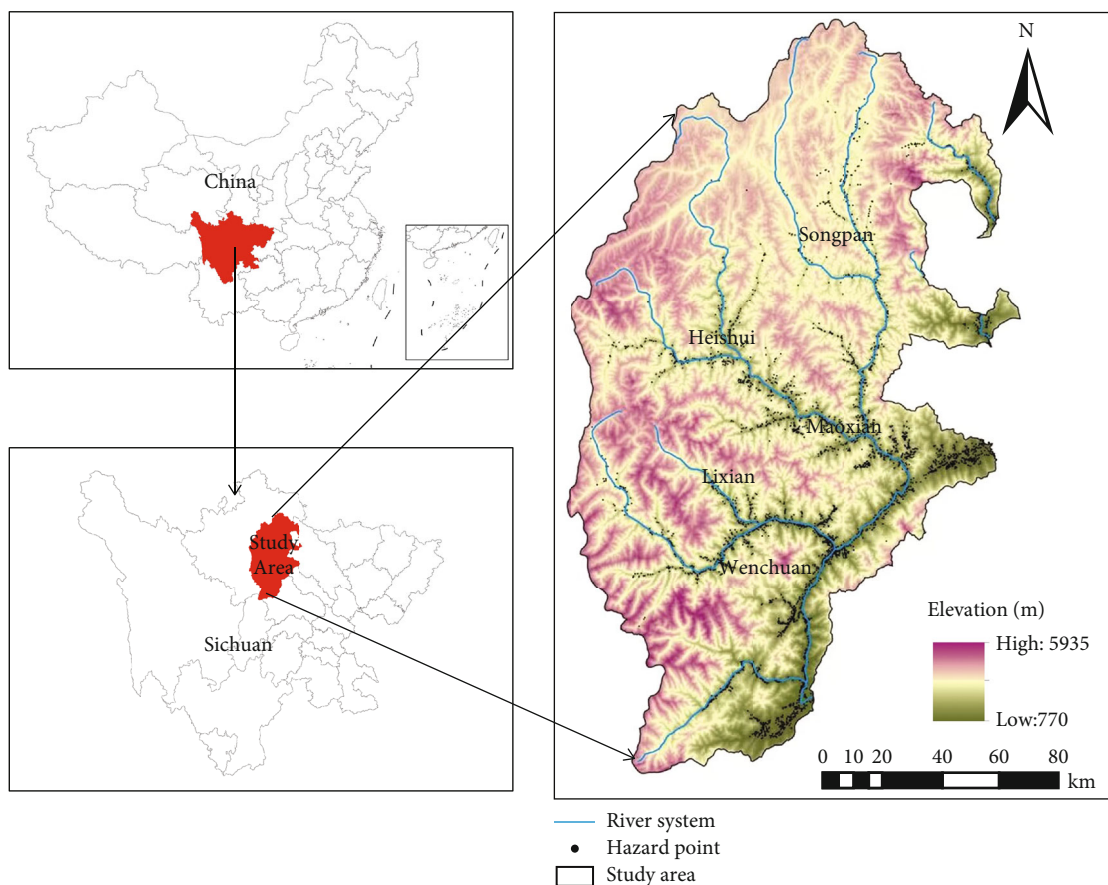 China
Study
Area
Sichuan
N
Songpan
Heishui
Maoxian
Lixian
Wenchuan
Elevation (m)
High: 5935
Low:770
0 10 20 40 60 80
km
River system
Hazard point
Study area